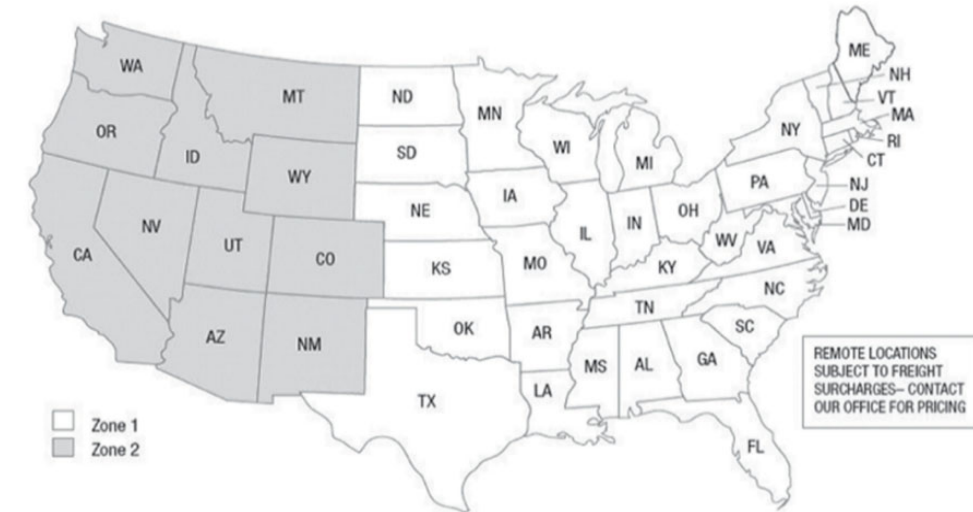 WA
MT
ND
MN
ME
NH
VT
MA
RI
CT
OR
ID
SD
WI
MI
NY
WY
IA
PA
NJ
DE
MD
NE
NV
UT
CO
CA
IL
IN
OH
WV
VA
KS
MO
KY
NC
TN
OK
AR
SC
AZ
NM
MS
AL
GA
LA
TX
FL
REMOTE LOCATIONS
SUBJECT TO FREIGHT
SURCHARGES– CONTACT
OUR OFFICE FOR PRICING
Zone 1
Zone 2